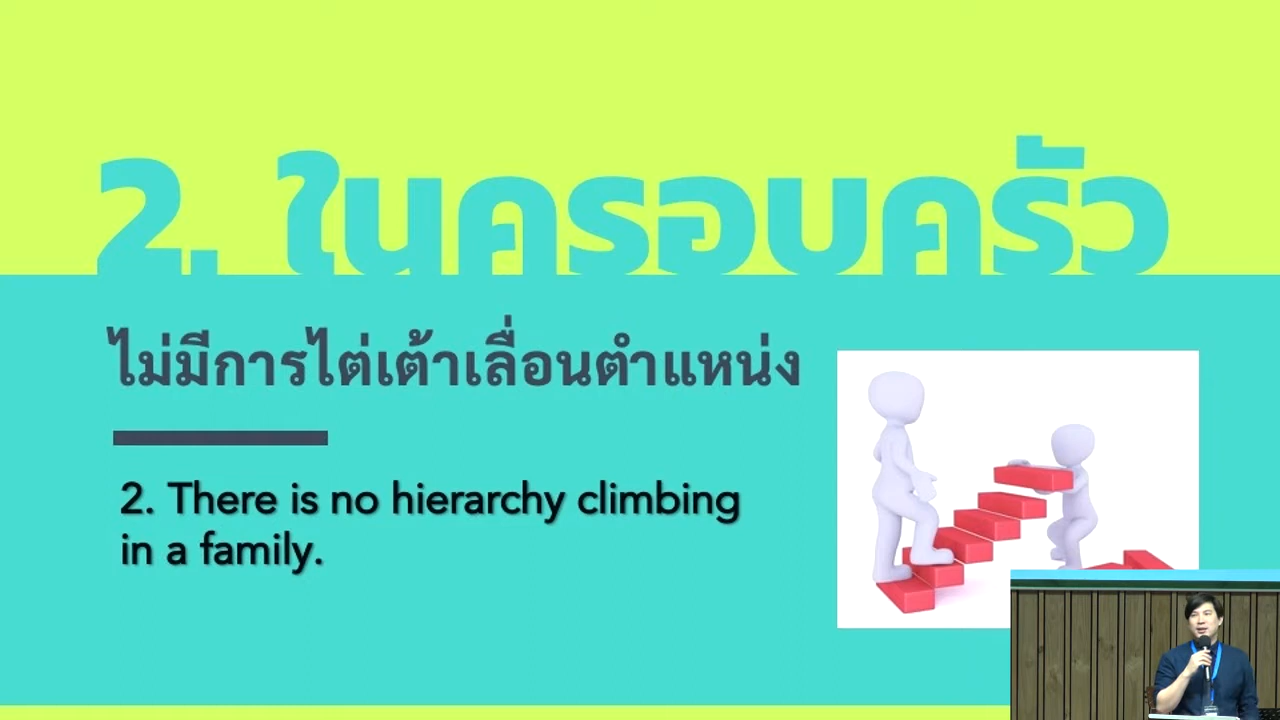 2. ในครอบครัว
ไม่มีการไต่เต้าเลื่อนตำแหน่ง
2. There is no hierarchy climbing
in a family.